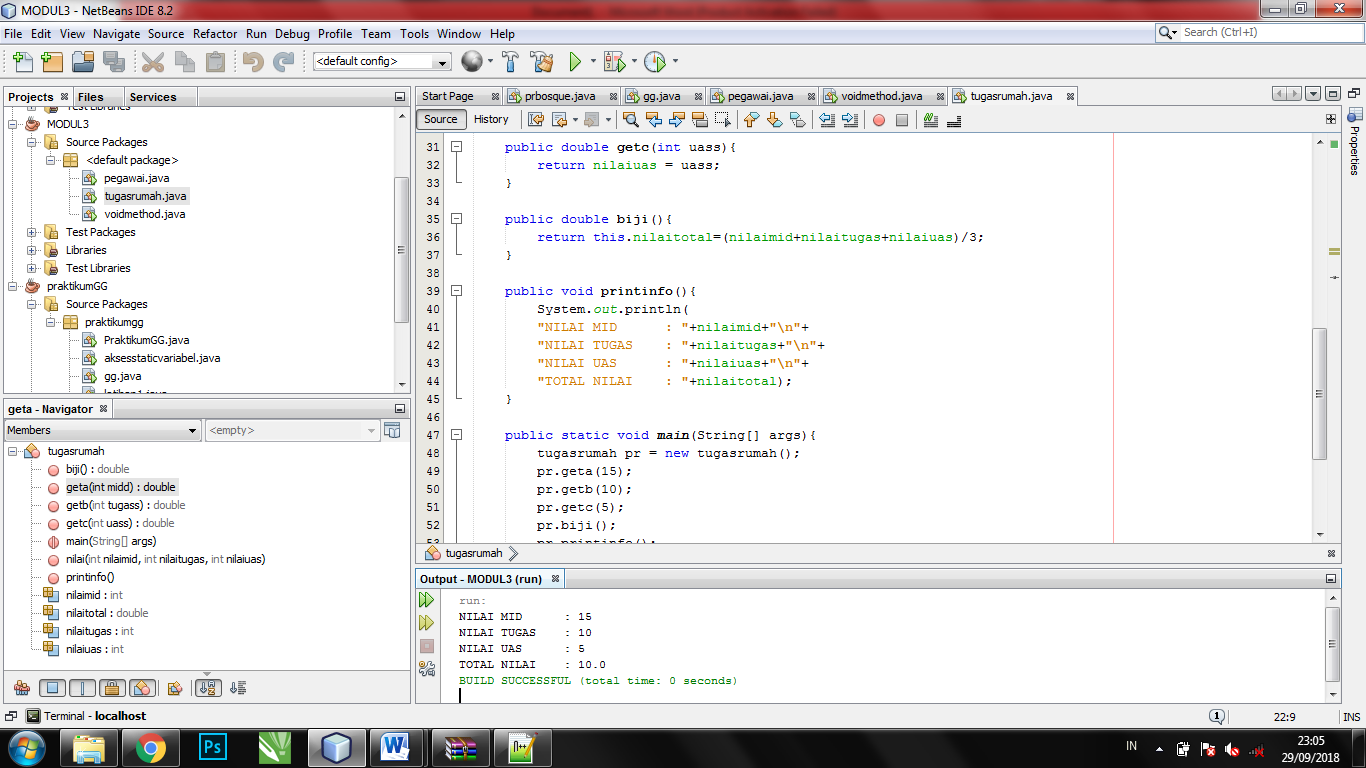 MODUL3 - NetBeans IDE 8.2
File Edit View Navigate Source Refactor Run Debug Profile Team Tools Window Help
Search (Ctrl+I)
<default config>
Projects Files Services
Test Libraries
MODUL3
Source Packages
<default package>
pegawai.java
tugasrumah.java
voidmethod.java
Test Packages
Libraries
Test Libraries
praktikumGG
Source Packages
praktikumgg
PraktikumGG.java
aksesstaticvariabel.java
gg.java
geta - Navigator
Members
<empty>
tugasrumah
biji() : double
geta(int midd) : double
getb(int tugass) : double
getc(int uass) : double
main(String[] args)
nilai(int nilaimid, int nilaitugas, int nilaiuas)
printinfo()
nilaimid : int
nilaitotal : double
nilaitugas : int
nilaiuas : int
Start Page prbosque.java gg.java pegawai.java voidmethod.java tugasrumah.java
Source History
31 public double getc(int uass){
32 return nilaiuas = uass;
33 }
34
35 public double biji(){
36 return this.nilaitotal=(nilaimid+nilaitugas+nilaiuas)/3;
37 }
38
39 public void printinfo(){
40 System.out.println(
41 "NILAI MID      : "+nilaimid+"\n"+
42 "NILAI TUGAS    : "+nilaitugas+"\n"+
43 "NILAI UAS      : "+nilaiuas+"\n"+
44 "TOTAL NILAI    : "+nilaitotal);
45 }
46
47 public static void main(String[] args){
48 tugasrumah pr = new tugasrumah();
49 pr.geta(15);
50 pr.getb(10);
51 pr.getc(5);
52 pr.biji();
53 pr.printinfo();
tugasrumah
Properties
Output - MODUL3 (run)
run:
NILAI MID      : 15
NILAI TUGAS    : 10
NILAI UAS      : 5
TOTAL NILAI    : 10.0
BUILD SUCCESSFUL (total time: 0 seconds)
Terminal - localhost
1
22:9
INS
Ps
W
IN
23:05
29/09/2018